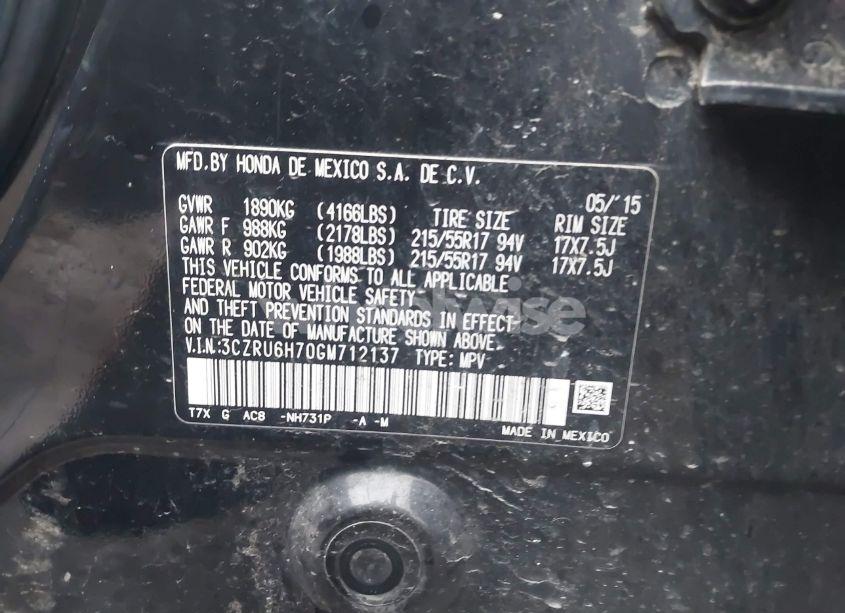 MFD.BY HONDA DE MEXICO S.A. DE C.V.
05/'15
GVWR 1890KG (4166LBS) TIRE SIZE RIM SIZE
GAWR F 988KG (2178LBS) 215/55R17 94V 17X7.5J
GAWR R 902KG (1988LBS) 215/55R17 94V 17X7.5J
THIS VEHICLE CONFORMS TO ALL APPLICABLE
FEDERAL MOTOR VEHICLE SAFETY
AND THEFT PREVENTION STANDARDS IN EFFECT
ON THE DATE OF MANUFACTURE SHOWN ABOVE.
V.I.N:3CZRU6H70GM712137 TYPE: MPV
T7X G AC8 -NH731P -A -M
MADE IN MEXICO